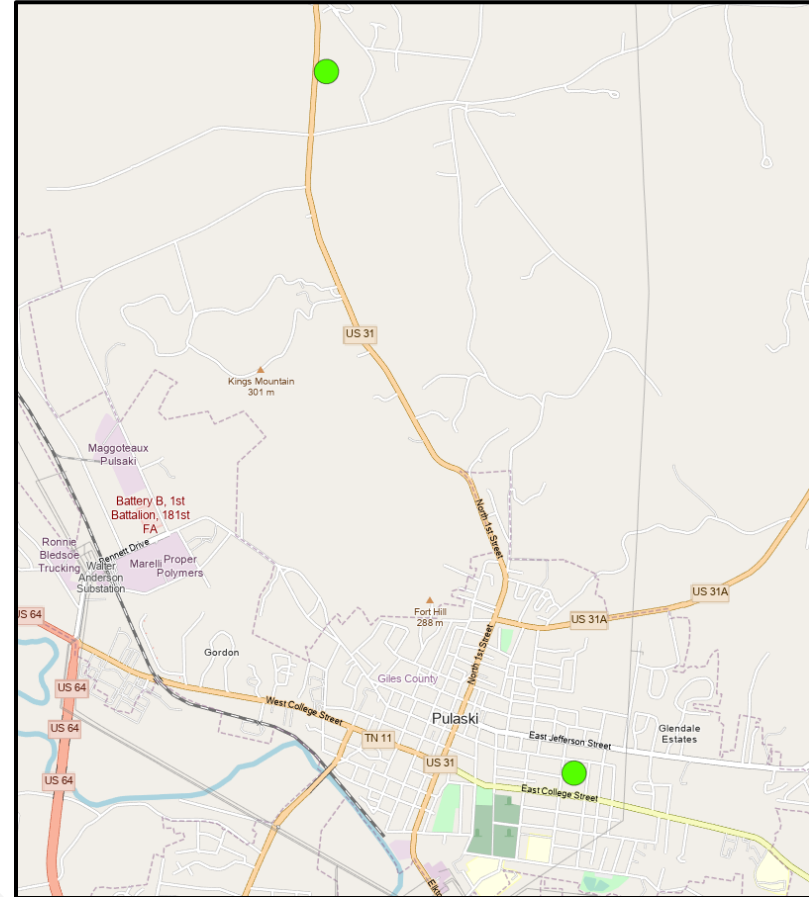 US 31
Kings Mountain
301 m
Maggoteaux
Pulsaki
Battery B, 1st
Battalion, 181st
FA
North 1st Street
Bennett Drive
Ronnie
Bledsoe
Trucking
Walter
Anderson
Substation
Marelli
Proper
Polymers
US 31A
US 31A
Fort Hill
288 m
US 64
North 1st Street
Gordon
Giles County
US 64
West College Street
Pulaski
US 64
TN 11
East Jefferson Street
Glendale
Estates
US 31
US 64
East College Street